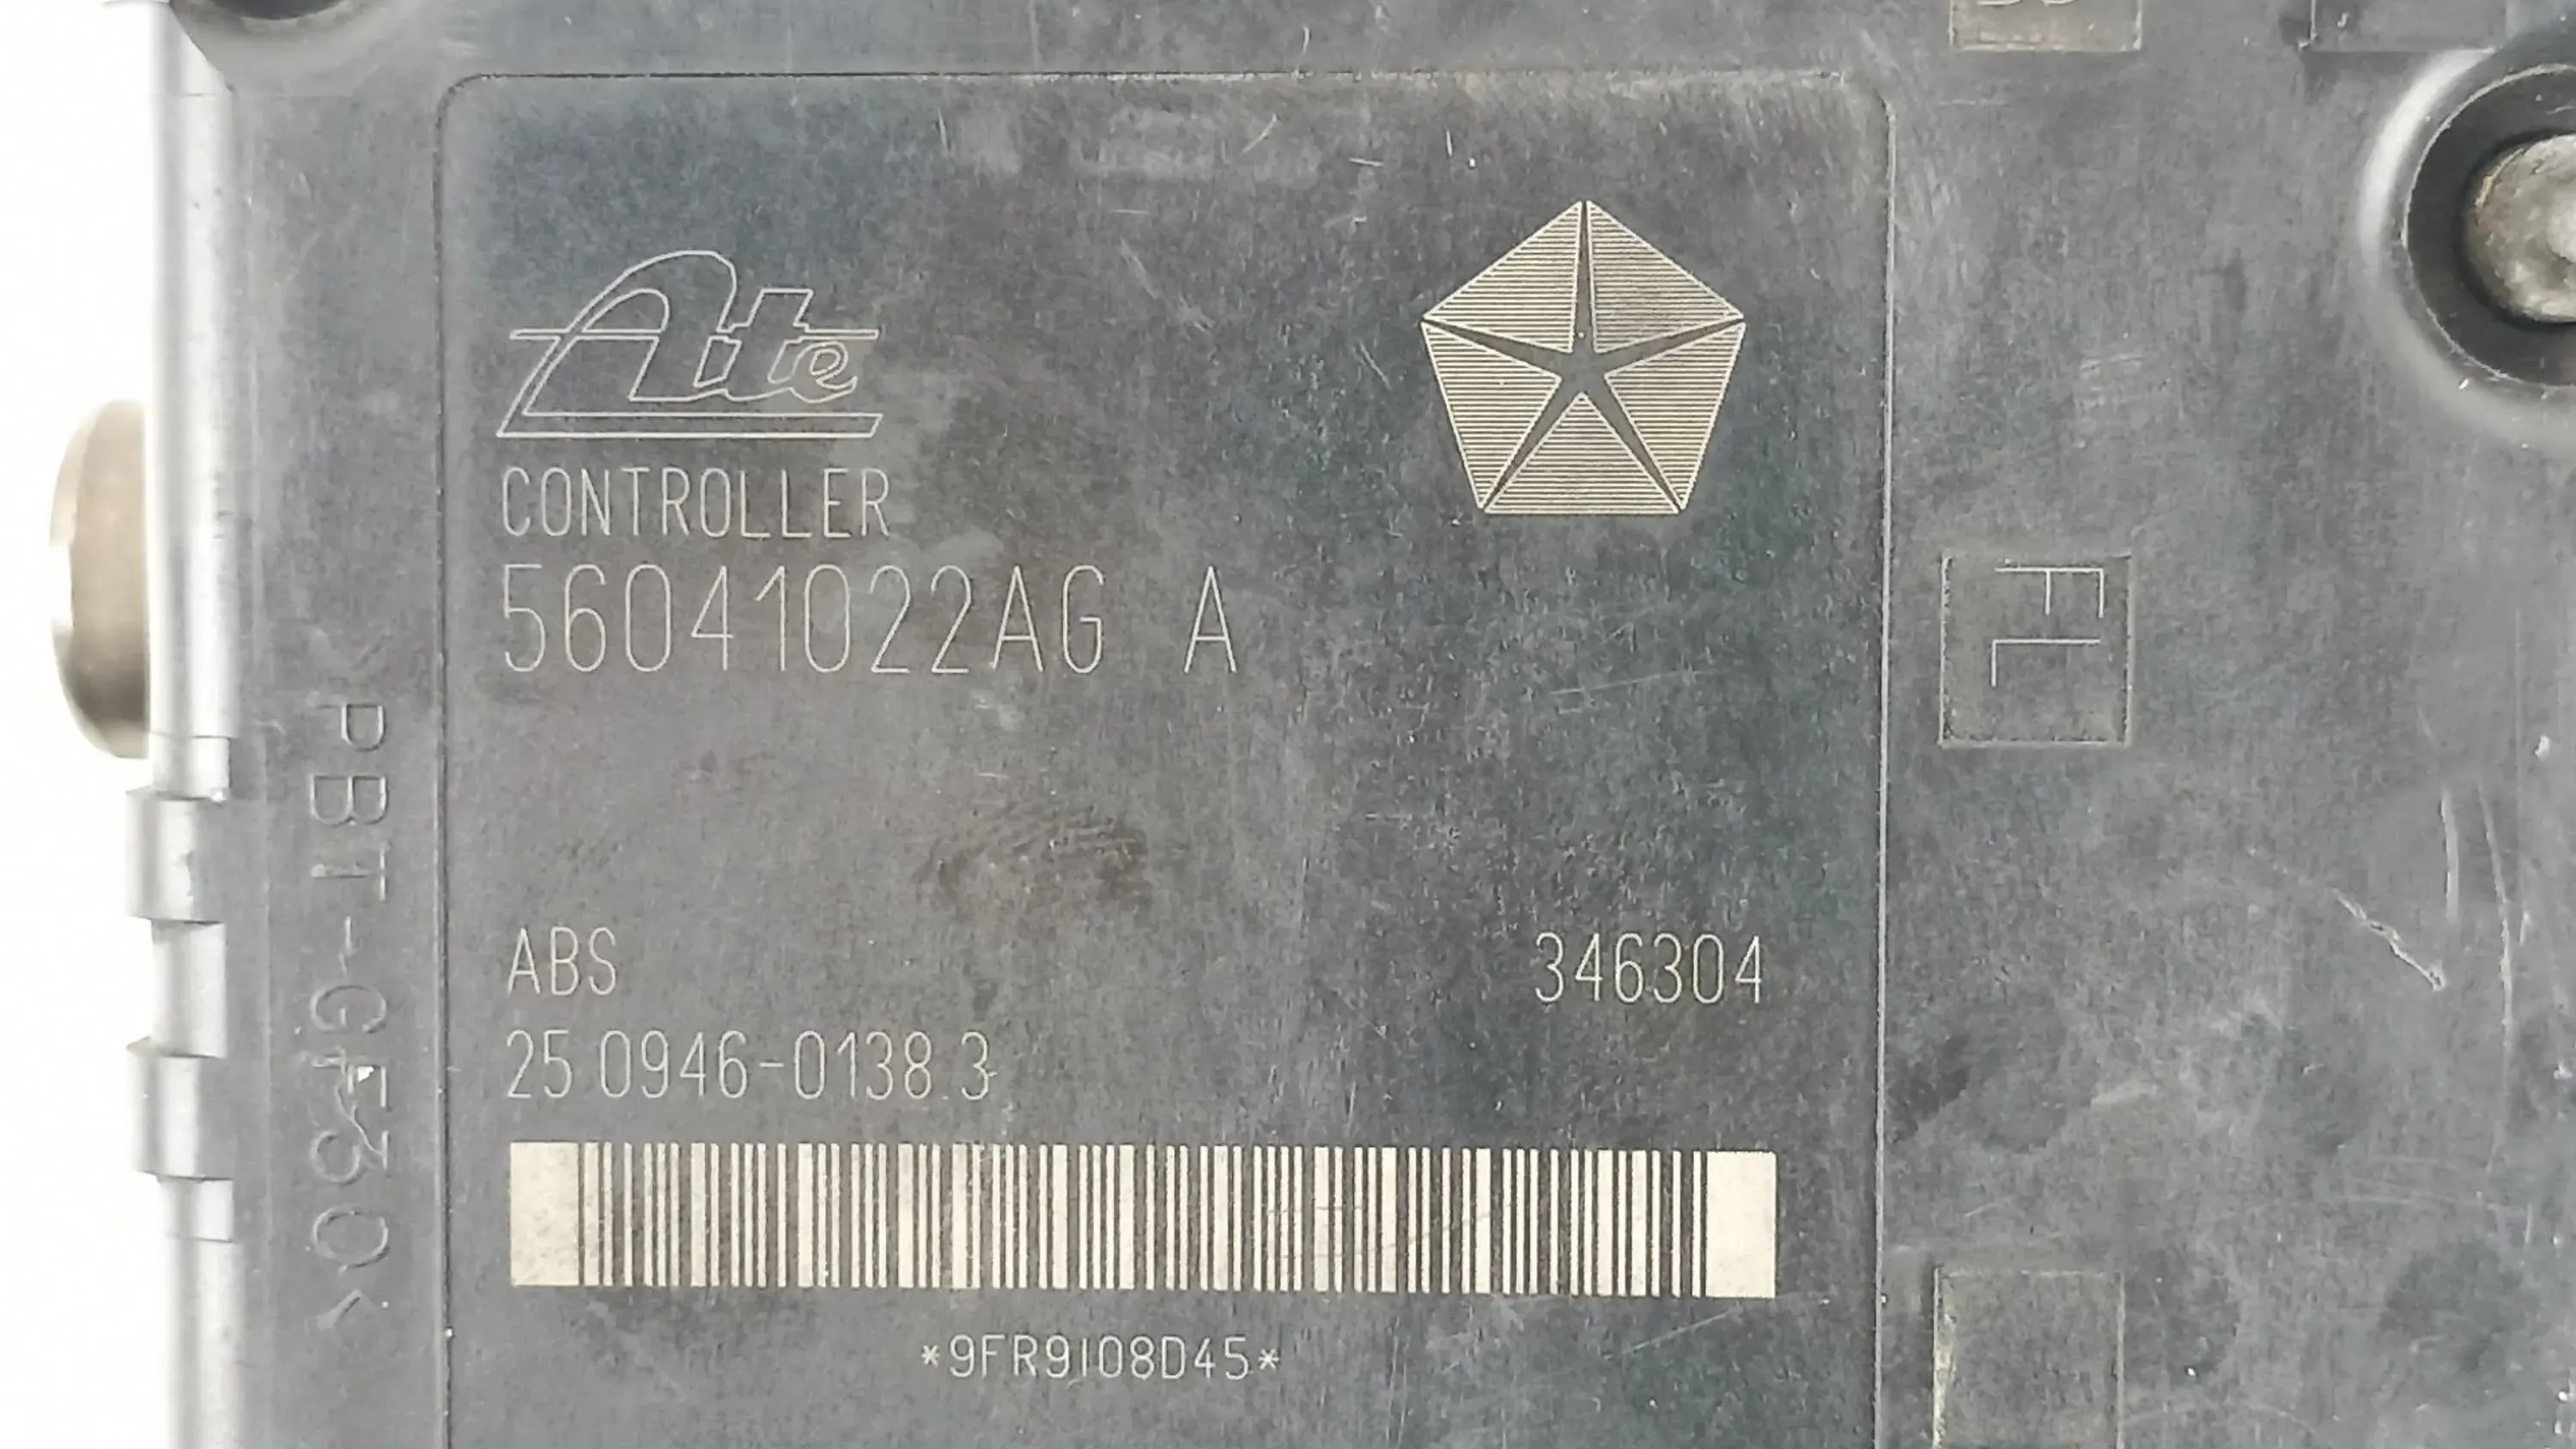 Ate
CONTROLLER
56041022AG A
ABS
346304
25.0946-0138.3
*9FR9I08D45*
FL
>PBT-GF30<